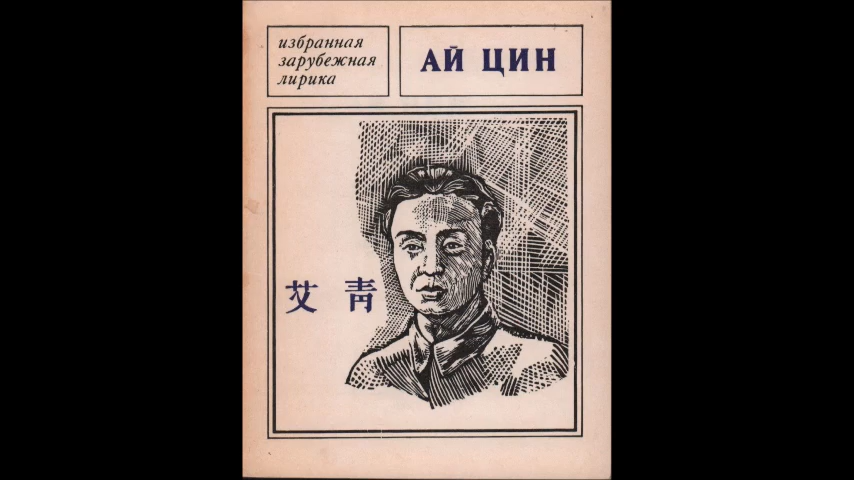 избранная
зарубежная
лирика
АЙ ЦИН
艾青